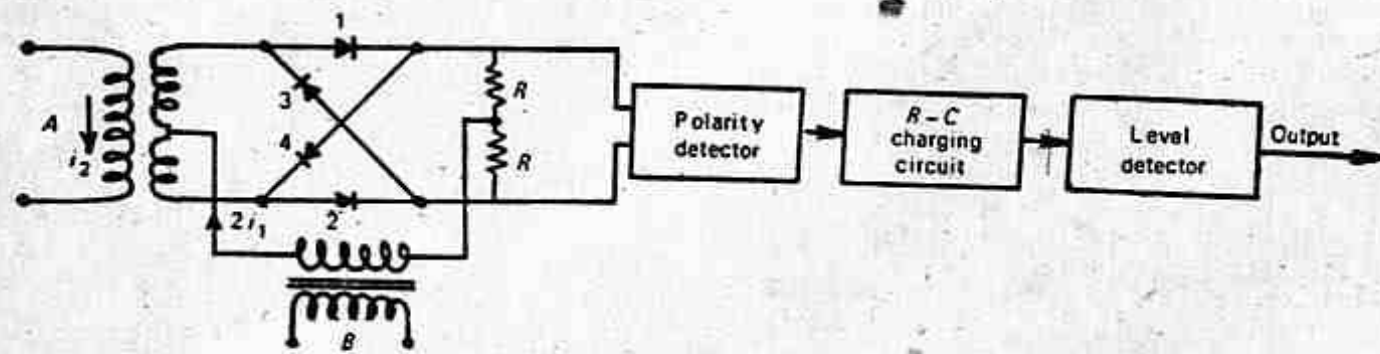 1
A
i₂
3
4
2i₁
2
B
R
R
Polarity
detector
R-C
charging
circuit
Level
detector
Output